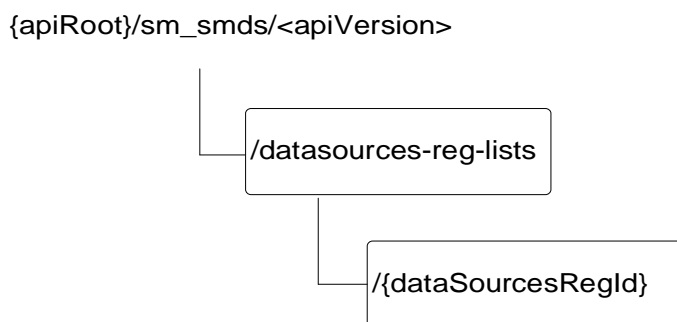 {apiRoot}/sm_smds/<apiVersion>
/datasources-reg-lists
/{dataSourcesRegId}